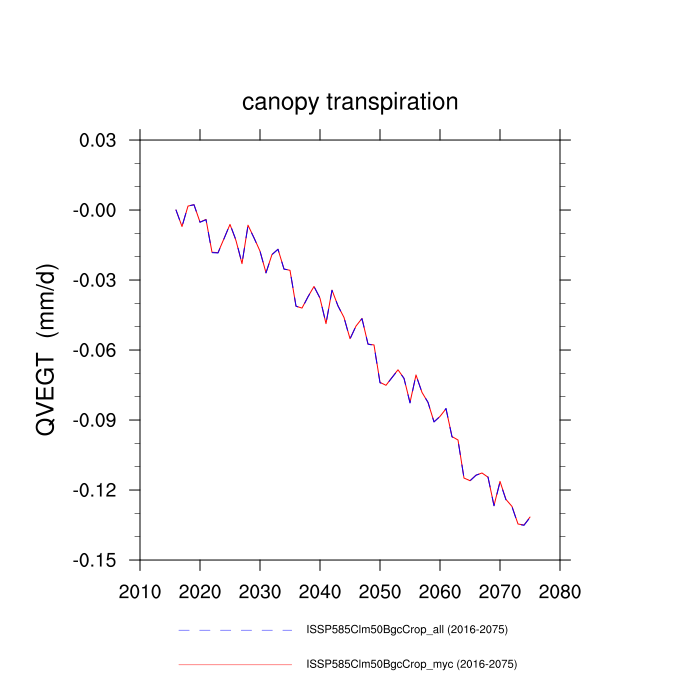 canopy transpiration
QVEGT (mm/d)
0.03
-0.00
-0.03
-0.06
-0.09
-0.12
-0.15
2010 2020 2030 2040 2050 2060 2070 2080
ISSP585Clm50BgcCrop_all (2016-2075)
ISSP585Clm50BgcCrop_myc (2016-2075)